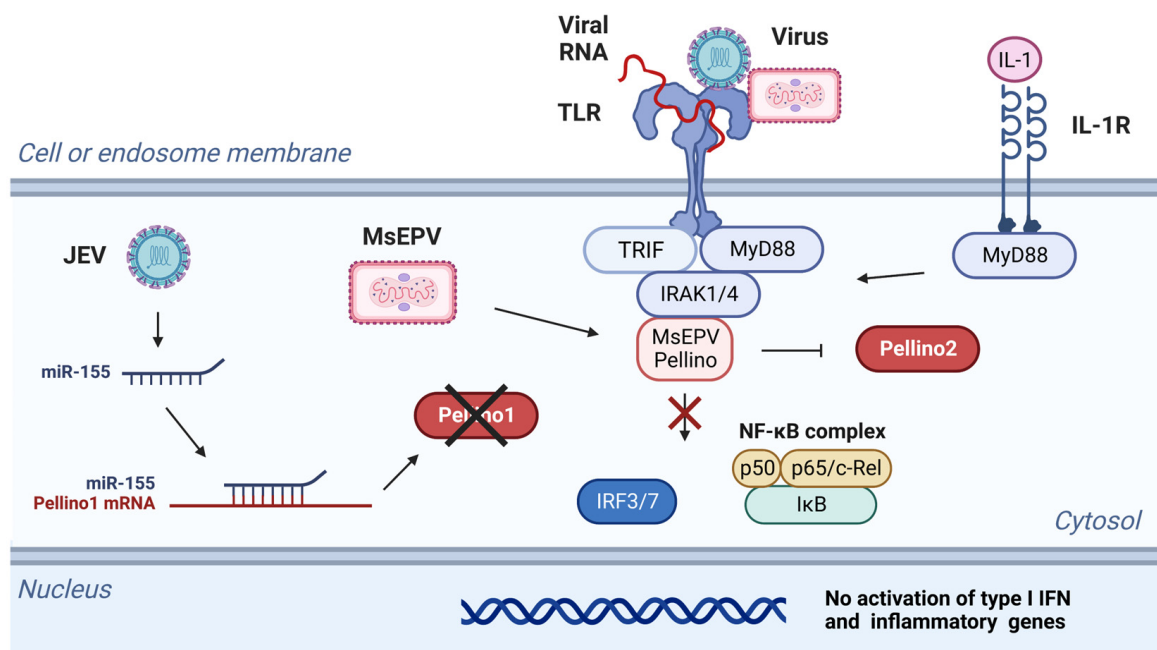 Viral
RNA
Virus
IL-1
TLR
IL-1R
Cell or endosome membrane
JEV
MsEPV
TRIF
MyD88
MyD88
IRAK1/4
MsEPV
Pellino
Pellino2
miR-155
Pellino1
NF-κB complex
p50
p65/c-Rel
IκB
miR-155
Pellino1 mRNA
IRF3/7
Cytosol
Nucleus
No activation of type I IFN
and inflammatory genes